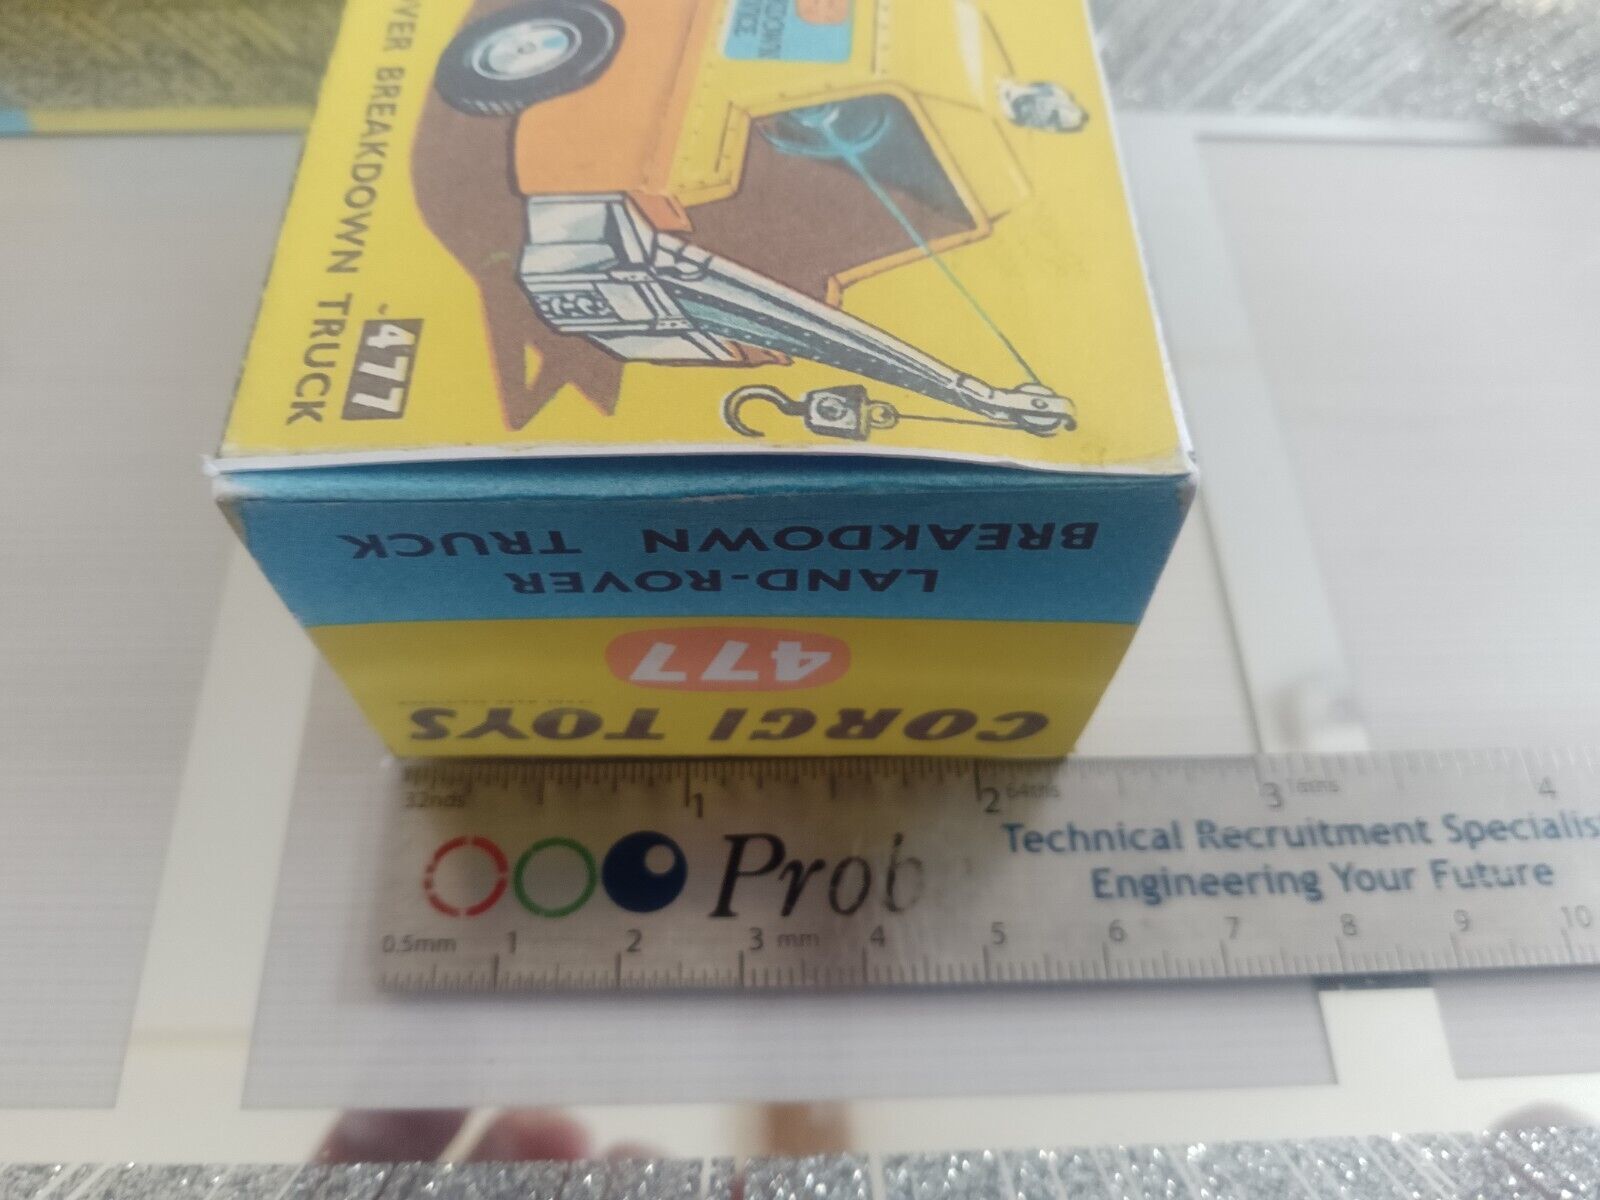 VER BREAKDOWN TRUCK
477
LAND-ROVER
BREAKDOWN TRUCK
477
CORGI TOYS
32nds 1 2 64ths 3 4
Prob
Technical Recruitment Specialis
Engineering Your Future
0.5mm 1 2 3 mm 4 5 6 7 8 9 10